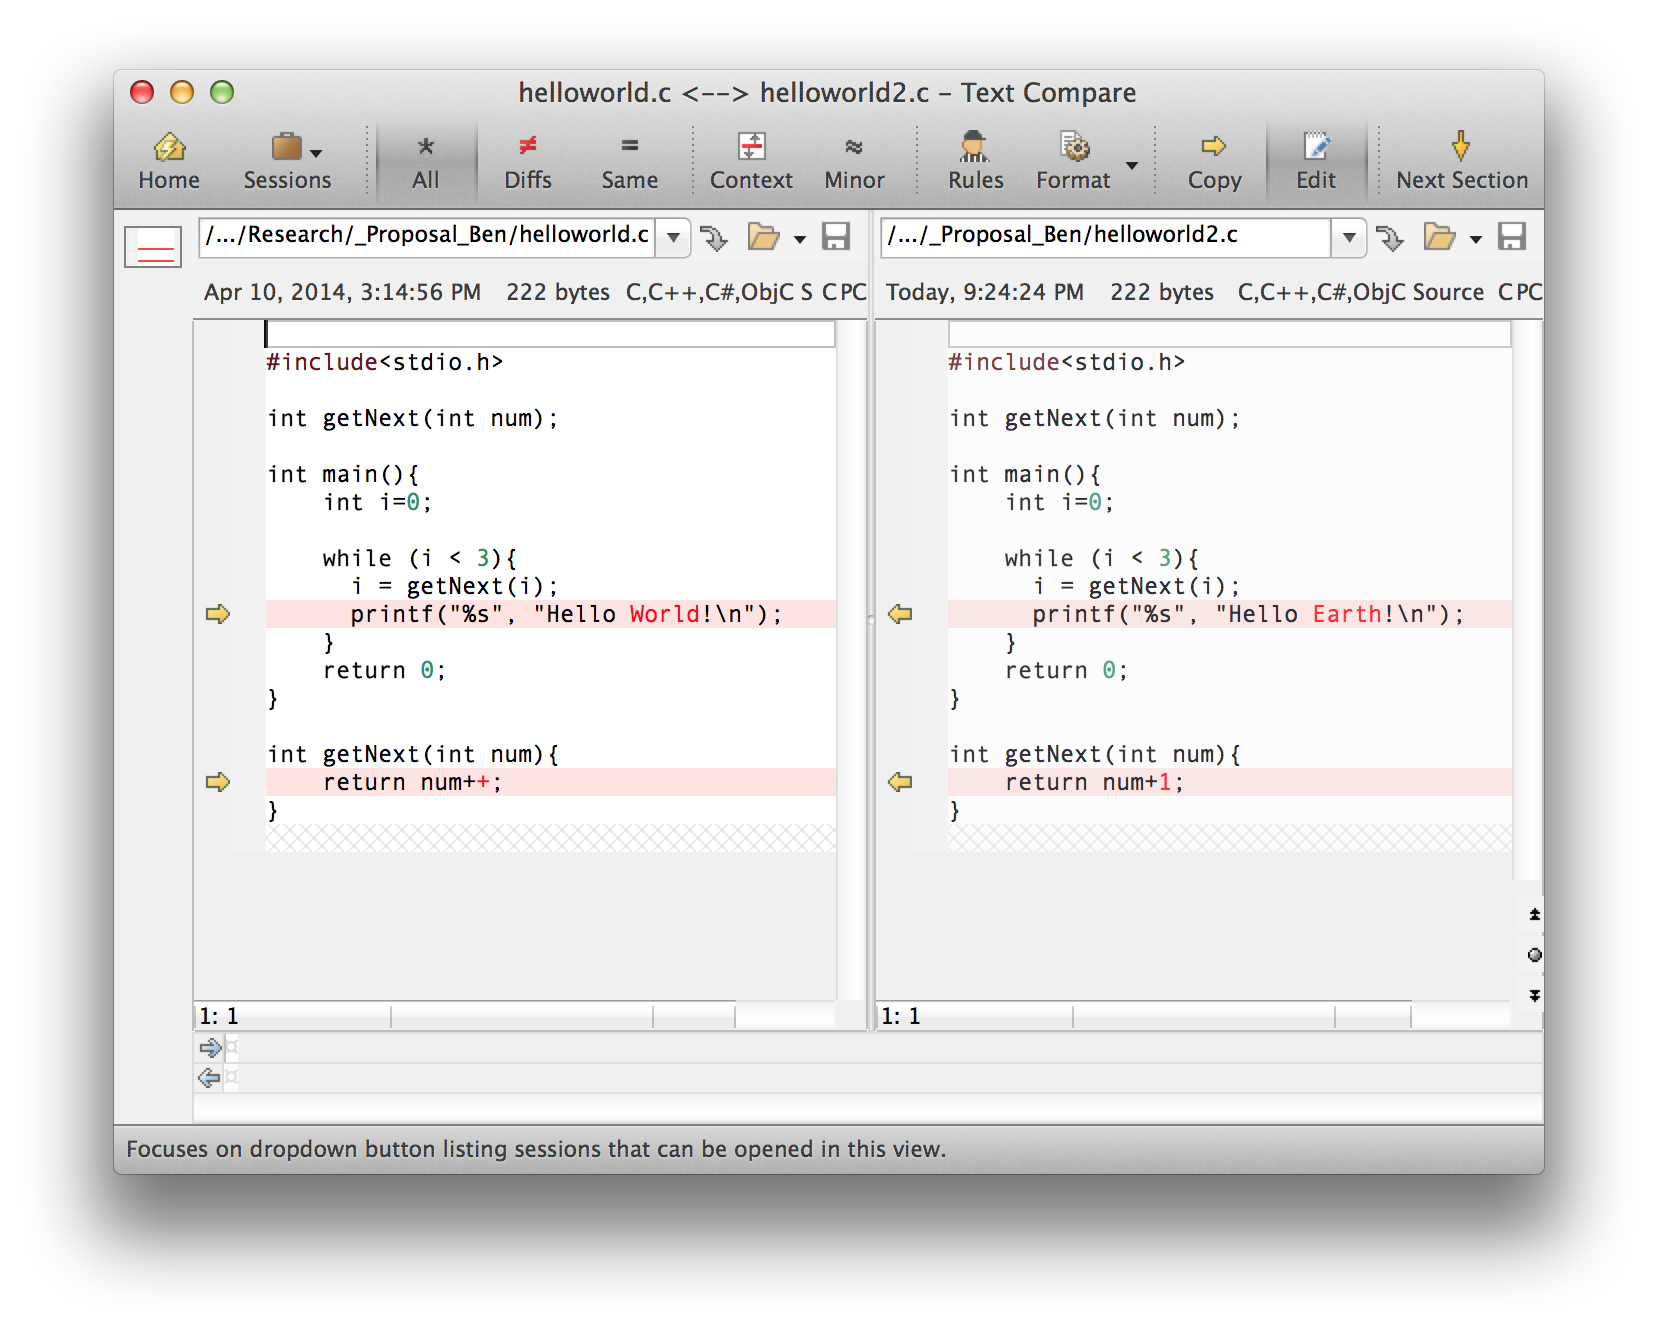 helloworld.c <--> helloworld2.c – Text Compare
Home Sessions * All ≠ Diffs = Same Context ≈ Minor Rules Format Copy Edit Next Section
/.../Research/_Proposal_Ben/helloworld.c
Apr 10, 2014, 3:14:56 PM 222 bytes C,C++,C#,ObjC S C PC
#include<stdio.h>
int getNext(int num);
int main(){
int i=0;
while (i < 3){
i = getNext(i);
printf("%s", "Hello World!\n");
}
return 0;
}
int getNext(int num){
return num++;
}
1: 1
/.../_Proposal_Ben/helloworld2.c
Today, 9:24:24 PM 222 bytes C,C++,C#,ObjC Source C PC
#include<stdio.h>
int getNext(int num);
int main(){
int i=0;
while (i < 3){
i = getNext(i);
printf("%s", "Hello Earth!\n");
}
return 0;
}
int getNext(int num){
return num+1;
}
1: 1
¤
¤
Focuses on dropdown button listing sessions that can be opened in this view.